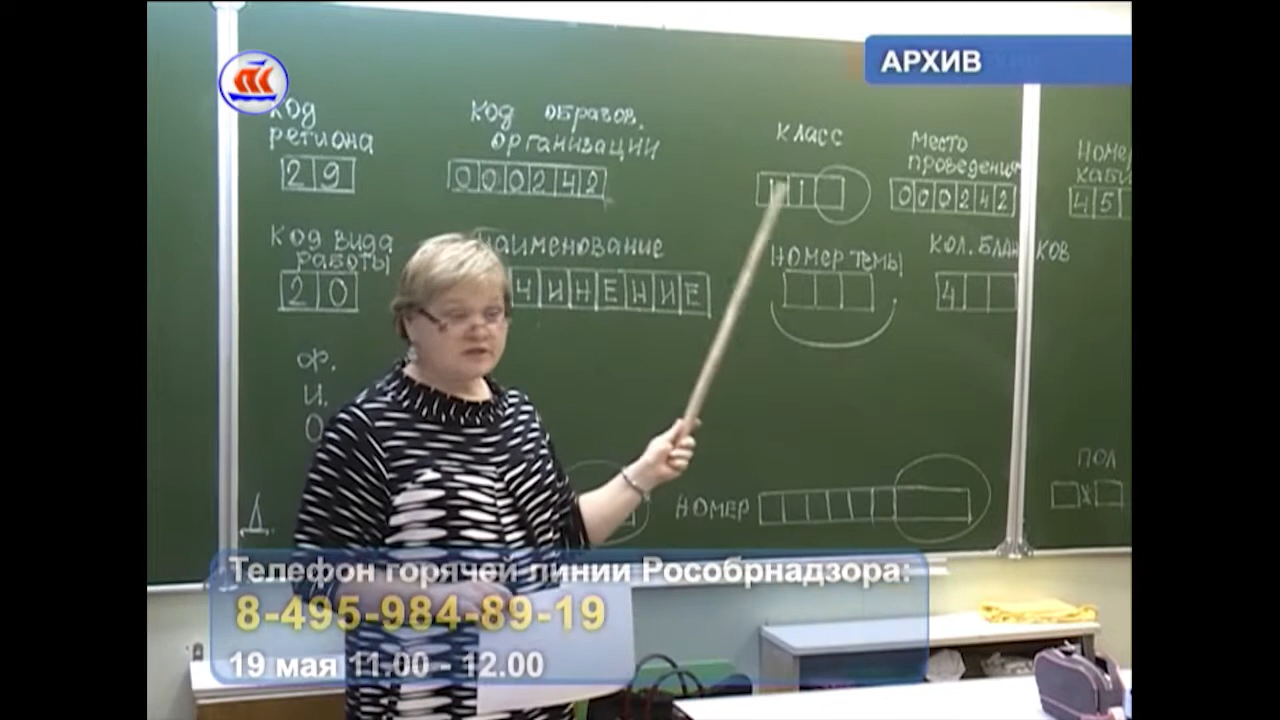 АРХИВ
код региона
29
код образов. организации
000242
класс
11
место проведения
000242
номер
45
код вида работы
20
наименование
ЧИНЕНИЕ
номер темы
кол. бланков
4
Ф.
И.
О
Д
номер
пол
Х
Телефон горячей линии Рособрнадзора:
8-495-984-89-19
19 мая 11.00 - 12.00